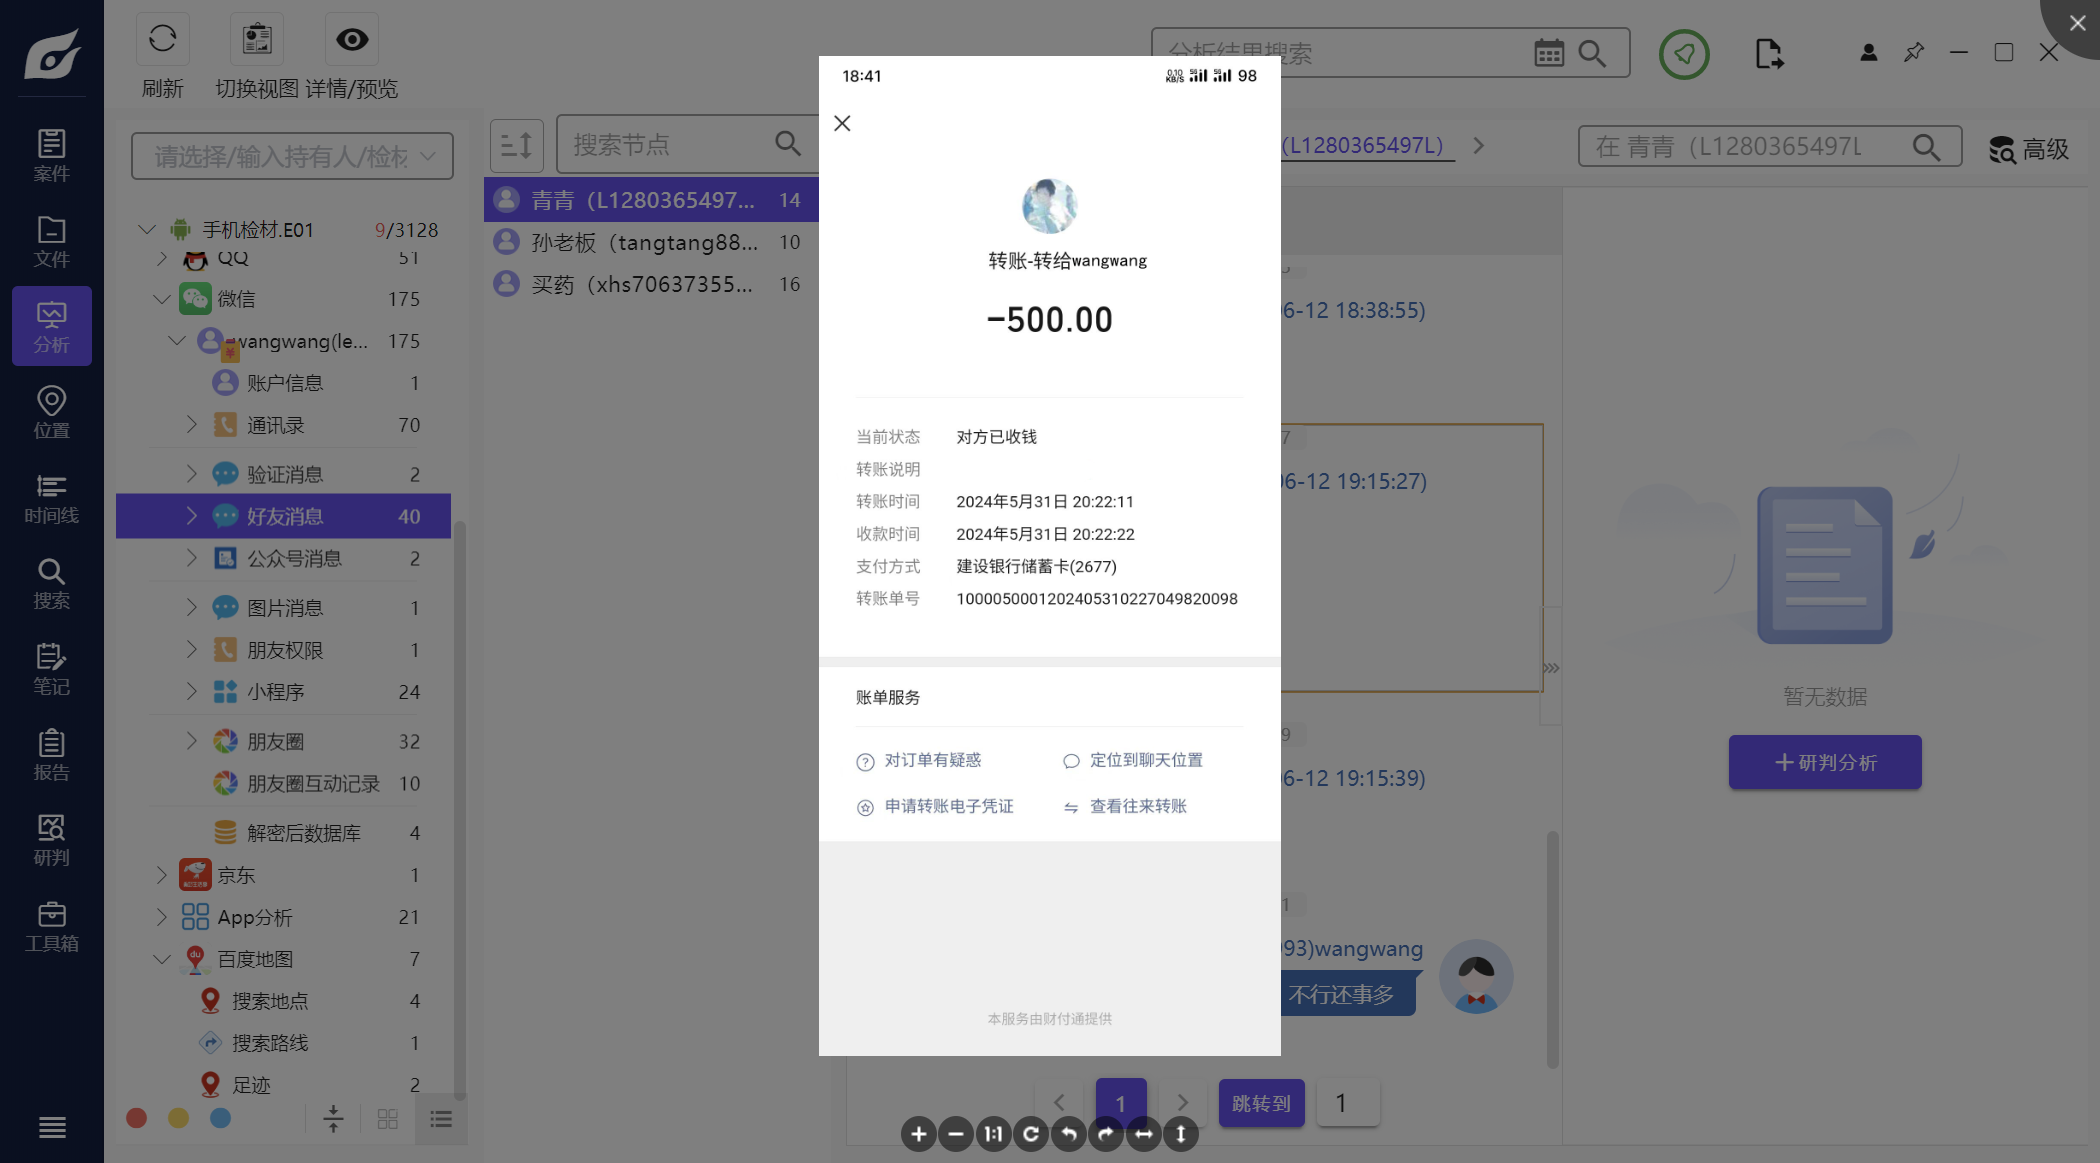 刷新
切换视图
详情/预览
分析结果搜索
案件
文件
分析
位置
时间线
搜索
笔记
报告
研判
工具箱
请选择/输入持有人/检材
手机检材.E01 9/3128
QQ 51
微信 175
wangwang(le... 175
账户信息 1
通讯录 70
验证消息 2
好友消息 40
公众号消息 2
图片消息 1
朋友权限 1
小程序 24
朋友圈 32
朋友圈互动记录 10
解密后数据库 4
京东 1
App分析 21
百度地图 7
搜索地点 4
搜索路线 1
足迹 2
搜索节点
青青（L1280365497... 14
孙老板（tangtang88... 10
买药（xhs70637355... 16
18:41
0.10 KB/S 5G 5G 98
转账-转给wangwang
-500.00
当前状态 对方已收钱
转账说明
转账时间 2024年5月31日 20:22:11
收款时间 2024年5月31日 20:22:22
支付方式 建设银行储蓄卡(2677)
转账单号 1000050001202405310227049820098
账单服务
对订单有疑惑 定位到聊天位置
申请转账电子凭证 查看往来转账
本服务由财付通提供
(L1280365497L)
在 青青（L1280365497L
高级
6-12 18:38:55)
7
06-12 19:15:27)
9
6-12 19:15:39)
1
93)wangwang
不行还事多
暂无数据
研判分析
1
跳转到
1
1:1